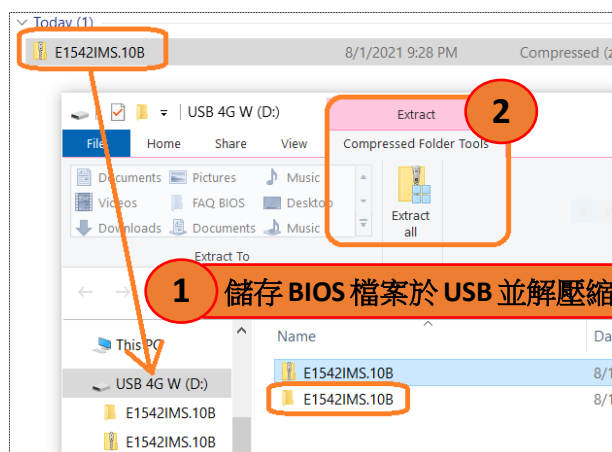 Today (1)
E1542IMS.10B 8/1/2021 9:28 PM Compressed (z
USB 4G W (D:) Extract 2
File Home Share View Compressed Folder Tools
Documents Pictures Music
Videos FAQ BIOS Desktop
Downloads Documents Music
Extract all
Extract To
1 儲存 BIOS 檔案於 USB 並解壓縮
This PC Name Da
USB 4G W (D:) E1542IMS.10B 8/1
E1542IMS.10B E1542IMS.10B 8/1
E1542IMS.10B